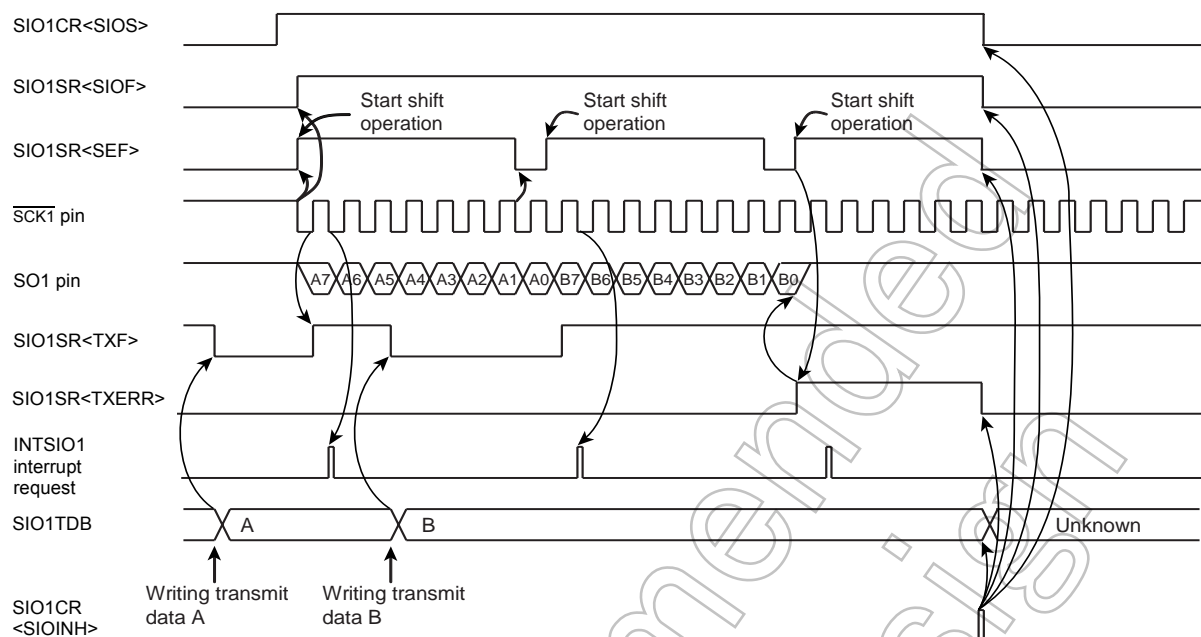 SIO1CR<SIOS>
SIO1SR<SIOF>
Start shift operation
Start shift operation
Start shift operation
SIO1SR<SEF>
SCK1 pin
SO1 pin
A7 A6 A5 A4 A3 A2 A1 A0 B7 B6 B5 B4 B3 B2 B1 B0
SIO1SR<TXF>
SIO1SR<TXERR>
INTSIO1
interrupt
request
SIO1TDB
A
B
Unknown
Writing transmit
data A
Writing transmit
data B
SIO1CR
<SIOINH>